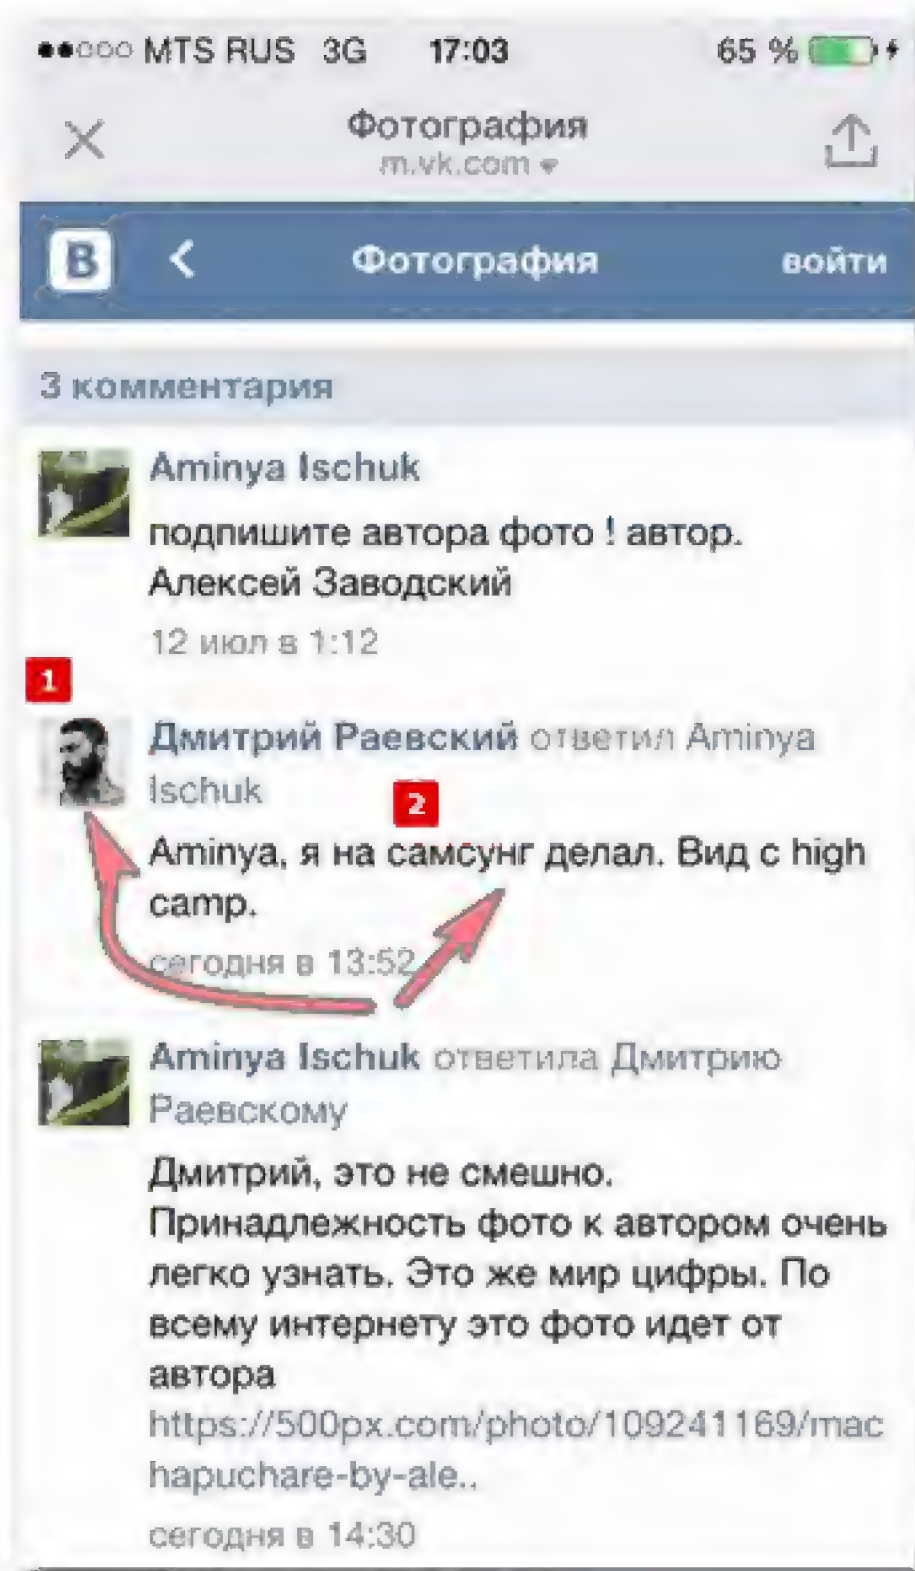 MTS RUS 3G 17:03 65 %
Фотография
m.vk.com
В Фотография войти
3 комментария
Aminya Ischuk
подпишите автора фото ! автор.
Алексей Заводский
12 июл в 1:12
1
Дмитрий Раевский ответил Aminya
Ischuk
2
Aminya, я на самсунг делал. Вид с high
camp.
сегодня в 13:52
Aminya Ischuk ответила Дмитрию
Раевскому
Дмитрий, это не смешно.
Принадлежность фото к автором очень
легко узнать. Это же мир цифры. По
всему интернету это фото идет от
автора
https://500px.com/photo/109241169/mac
hapuchare-by-ale..
сегодня в 14:30